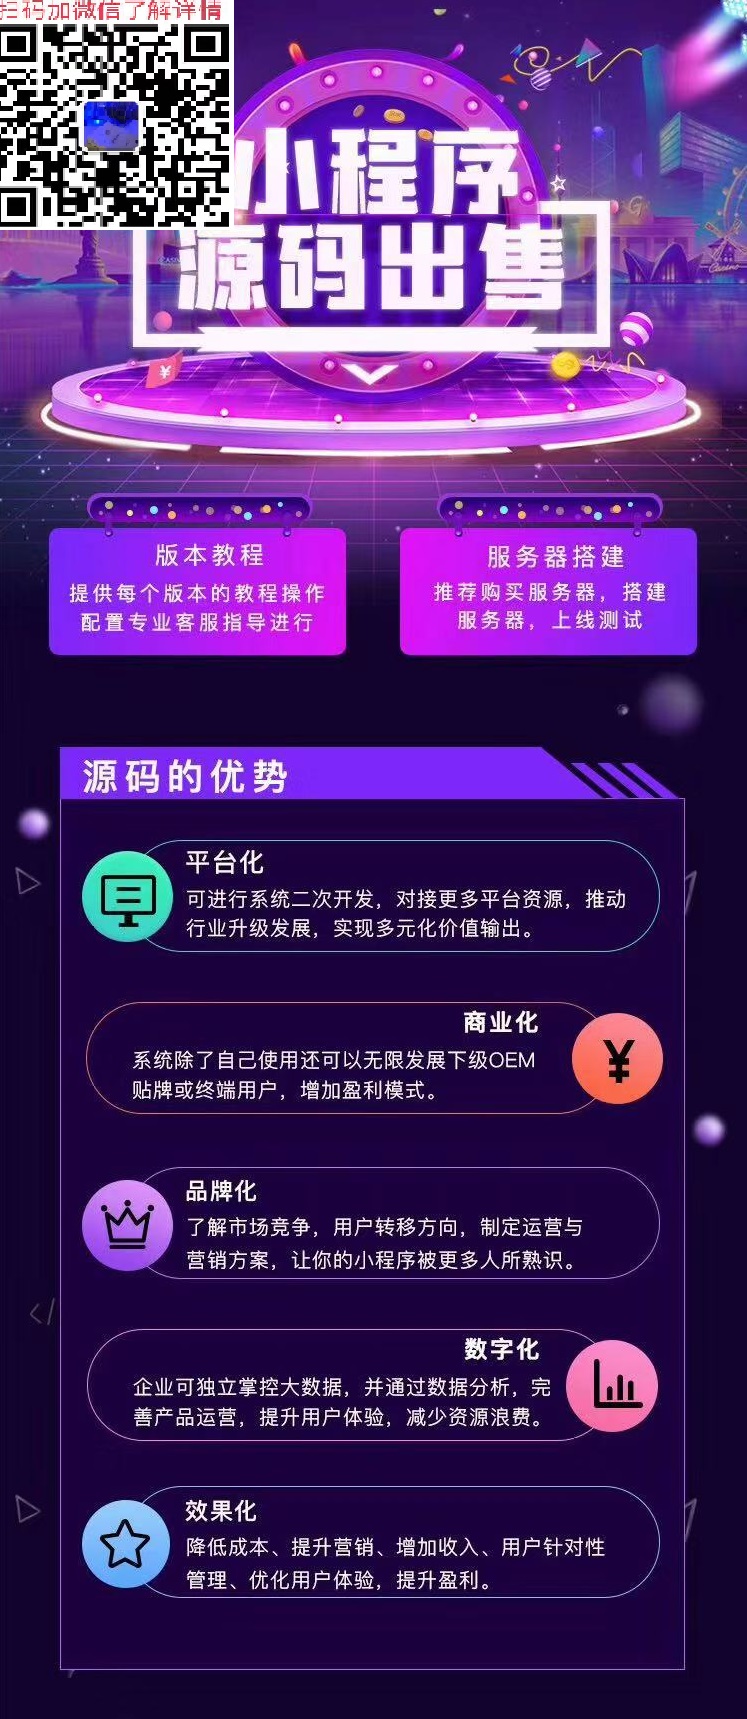 扫码加微信了解详情
小程序
源码出售
¥
版本教程
提供每个版本的教程操作
配置专业客服指导进行
服务器搭建
推荐购买服务器，搭建
服务器，上线测试
源码的优势
平台化
可进行系统二次开发，对接更多平台资源，推动
行业升级发展，实现多元化价值输出。
商业化
系统除了自己使用还可以无限发展下级OEM
贴牌或终端用户，增加盈利模式。
¥
品牌化
了解市场竞争，用户转移方向，制定运营与
营销方案，让你的小程序被更多人所熟识。
数字化
企业可独立掌控大数据，并通过数据分析，完
善产品运营，提升用户体验，减少资源浪费。
效果化
降低成本、提升营销、增加收入、用户针对性
管理、优化用户体验，提升盈利。